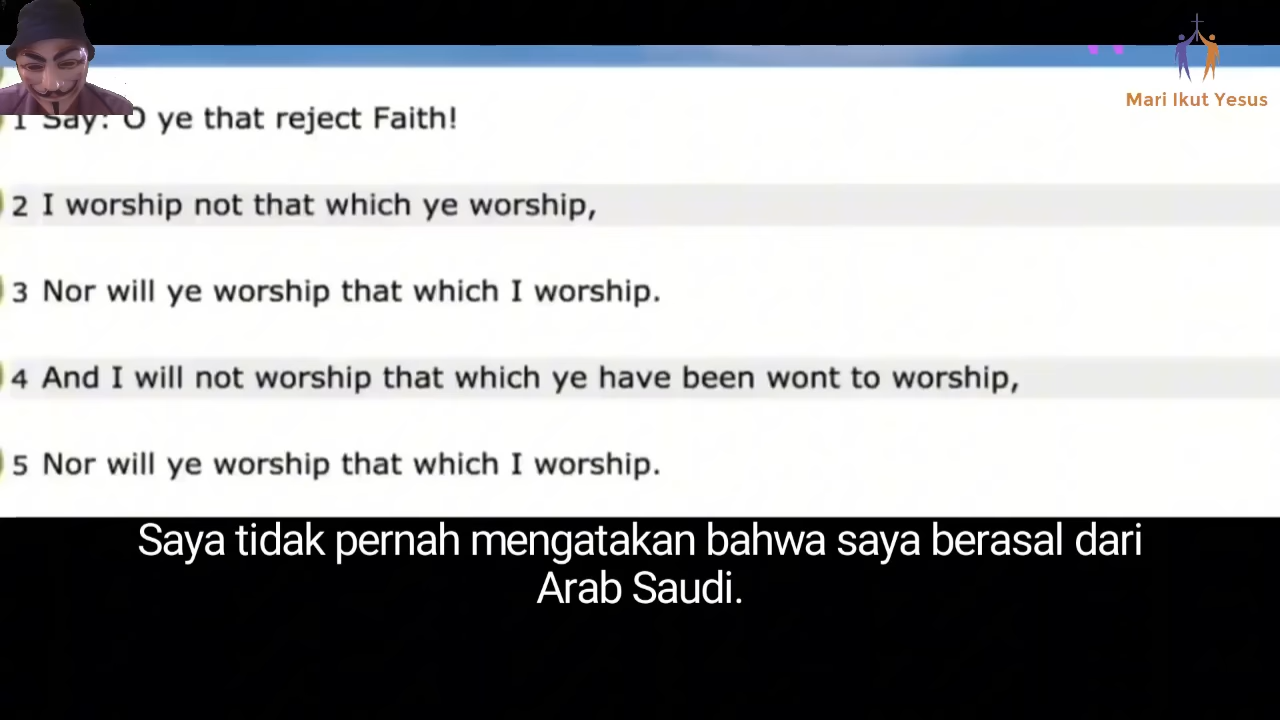 Mari Ikut Yesus
1 Say: O ye that reject Faith!
2 I worship not that which ye worship,
3 Nor will ye worship that which I worship.
4 And I will not worship that which ye have been wont to worship,
5 Nor will ye worship that which I worship.
Saya tidak pernah mengatakan bahwa saya berasal dari
Arab Saudi.